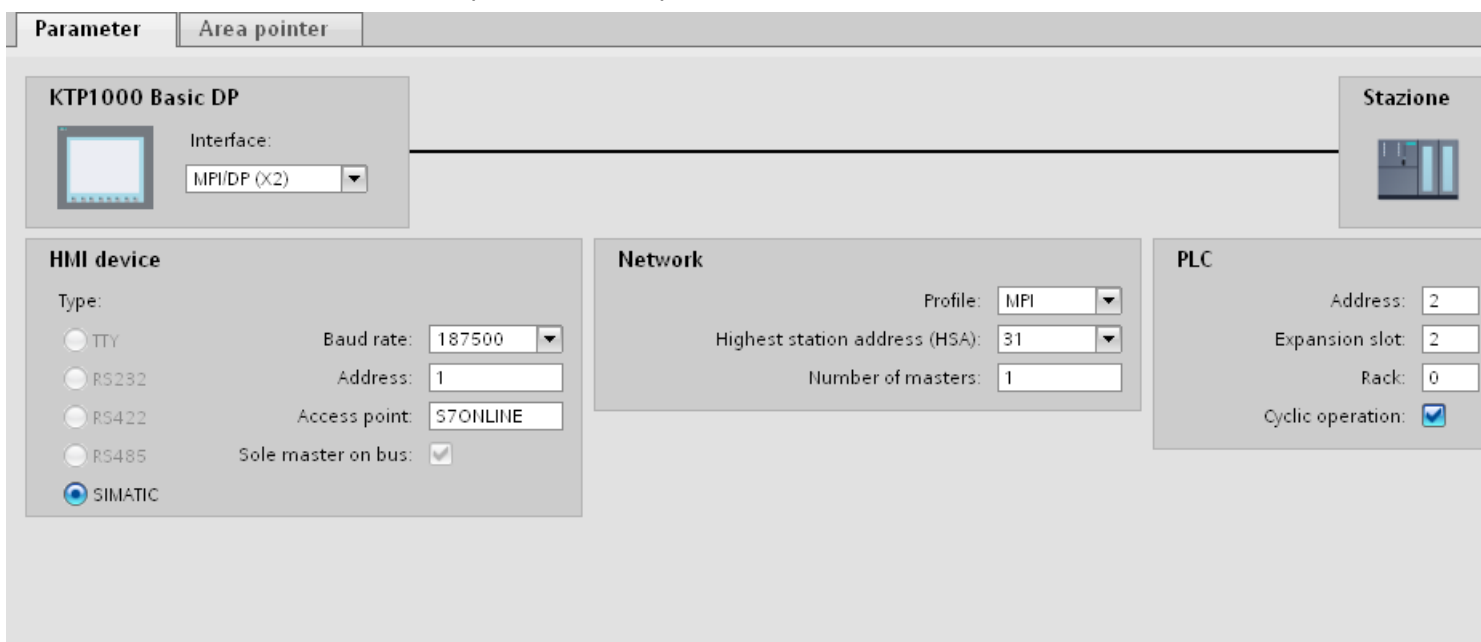 Parameter
Area pointer
KTP1000 Basic DP
Interface:
MPI/DP (X2)
Stazione
HMI device
Type:
TTY
RS232
RS422
RS485
SIMATIC
Baud rate: 187500
Address: 1
Access point: S7ONLINE
Sole master on bus:
Network
Profile: MPI
Highest station address (HSA): 31
Number of masters: 1
PLC
Address: 2
Expansion slot: 2
Rack: 0
Cyclic operation: